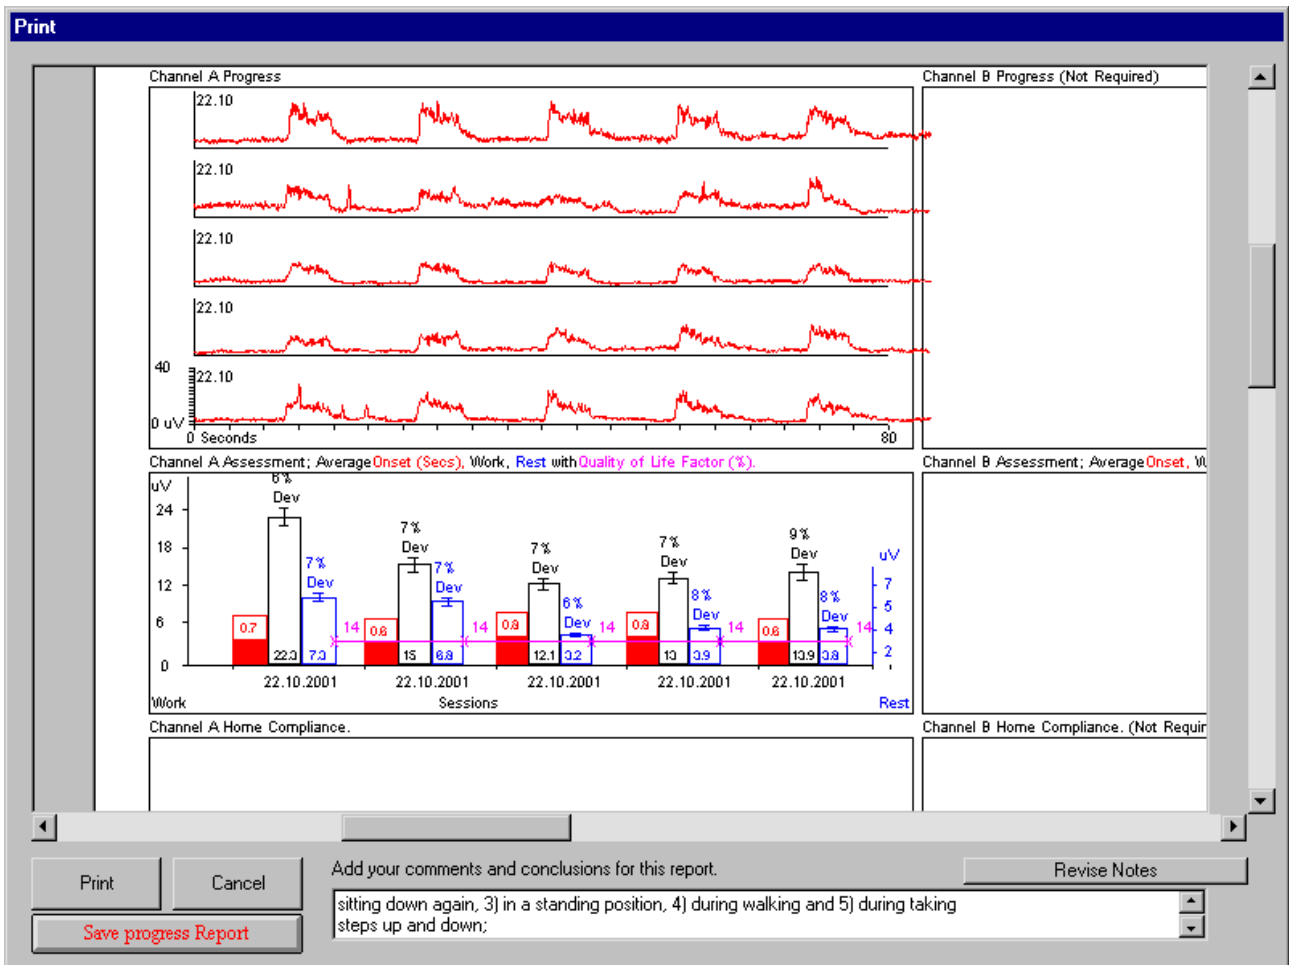 Print
Channel A Progress
Channel B Progress (Not Required)
22.10
22.10
22.10
22.10
40
22.10
0 uV
0 Seconds
80
Channel A Assessment; Average Onset (Secs), Work, Rest with Quality of Life Factor (%).
Channel B Assessment; Average Onset, W
uV
24
18
12
6
0
6%
Dev
7%
Dev
7%
Dev
7%
Dev
7%
Dev
6%
Dev
7%
Dev
8%
Dev
9%
Dev
8%
Dev
uV
7
5
4
2
0.7
14
0.6
14
0.8
14
0.8
14
0.6
14
22.3
7.3
15
6.8
12.1
3.2
13
3.9
13.9
3.8
22.10.2001
22.10.2001
22.10.2001
22.10.2001
22.10.2001
Work
Sessions
Rest
Channel A Home Compliance.
Channel B Home Compliance. (Not Requir
Add your comments and conclusions for this report.
Revise Notes
Print
Cancel
sitting down again, 3) in a standing position, 4) during walking and 5) during taking
steps up and down;
Save progress Report